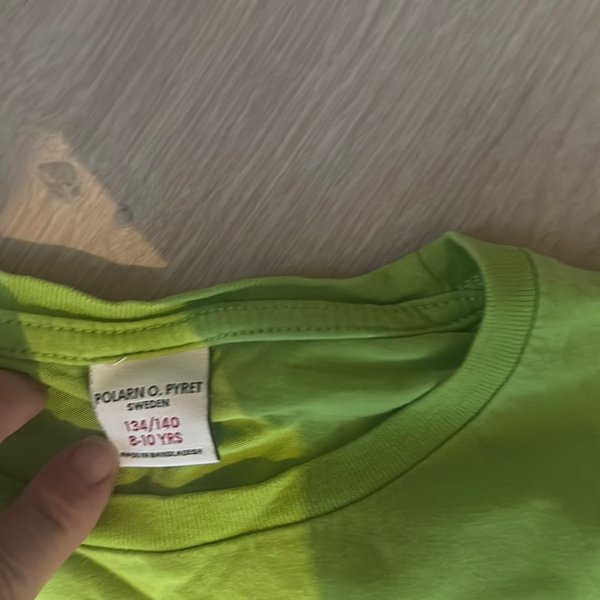 POLARN O. PYRET
SWEDEN
134/140
8-10 YRS
MADE IN BANGLADESH